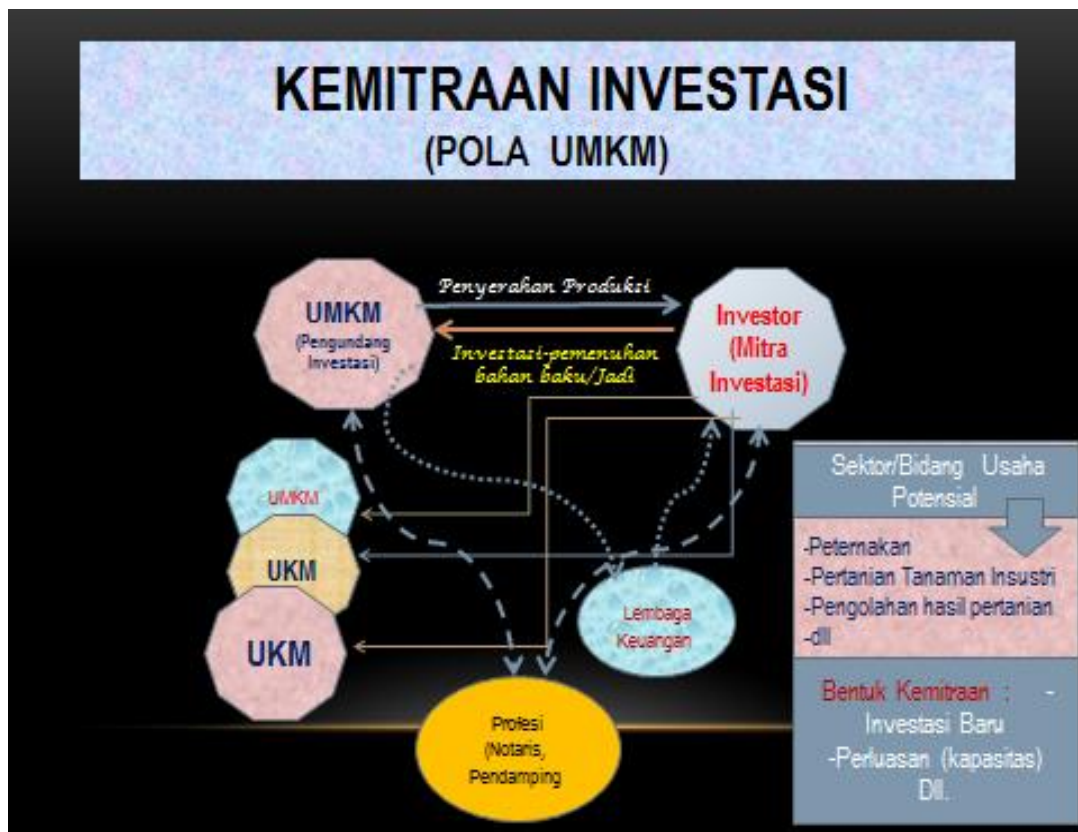 KEMITRAAN INVESTASI
(POLA UMKM)
Penyerahan Produksi
UMKM
(Pengundang
Investasi)
Investasi-pemenuhan
bahan baku/Jadi
Investor
(Mitra
Investasi)
UMKM
UKM
UKM
Lembaga
Keuangan
Profesi
(Notaris,
Pendamping
Sektor/Bidang Usaha
Potensial
-Peternakan
-Pertanian Tanaman Insustri
-Pengolahan hasil pertanian
-dll
Bentuk Kemitraan : -
Investasi Baru
-Perluasan (kapasitas)
Dll.